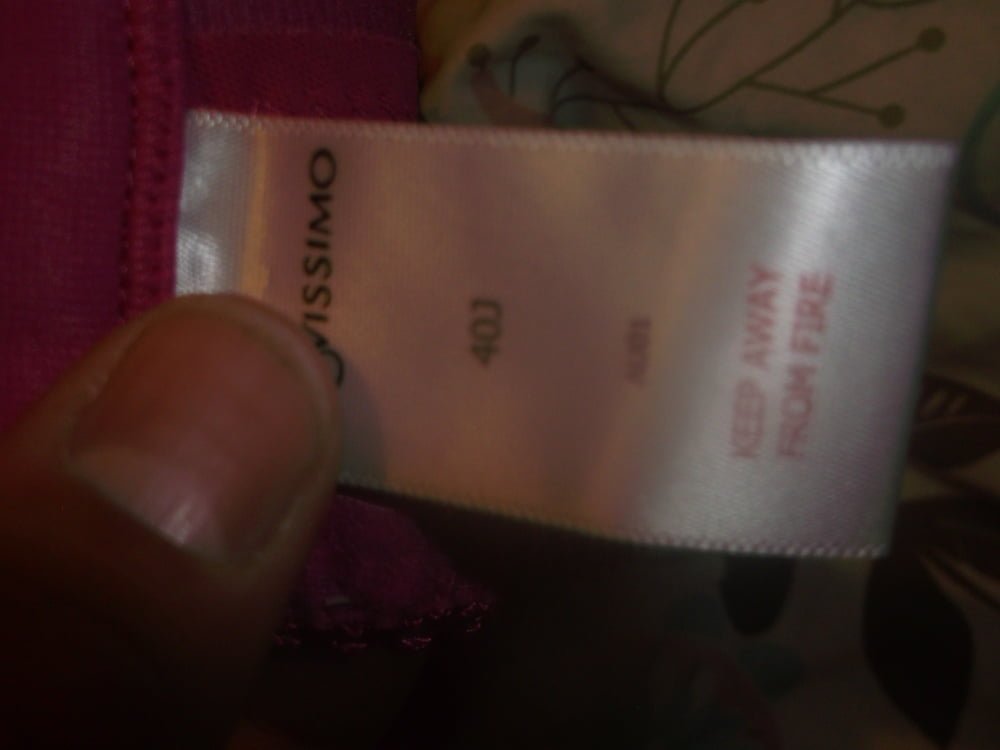 VISSIMO
40J
KEEP AWAY
FROM FIRE